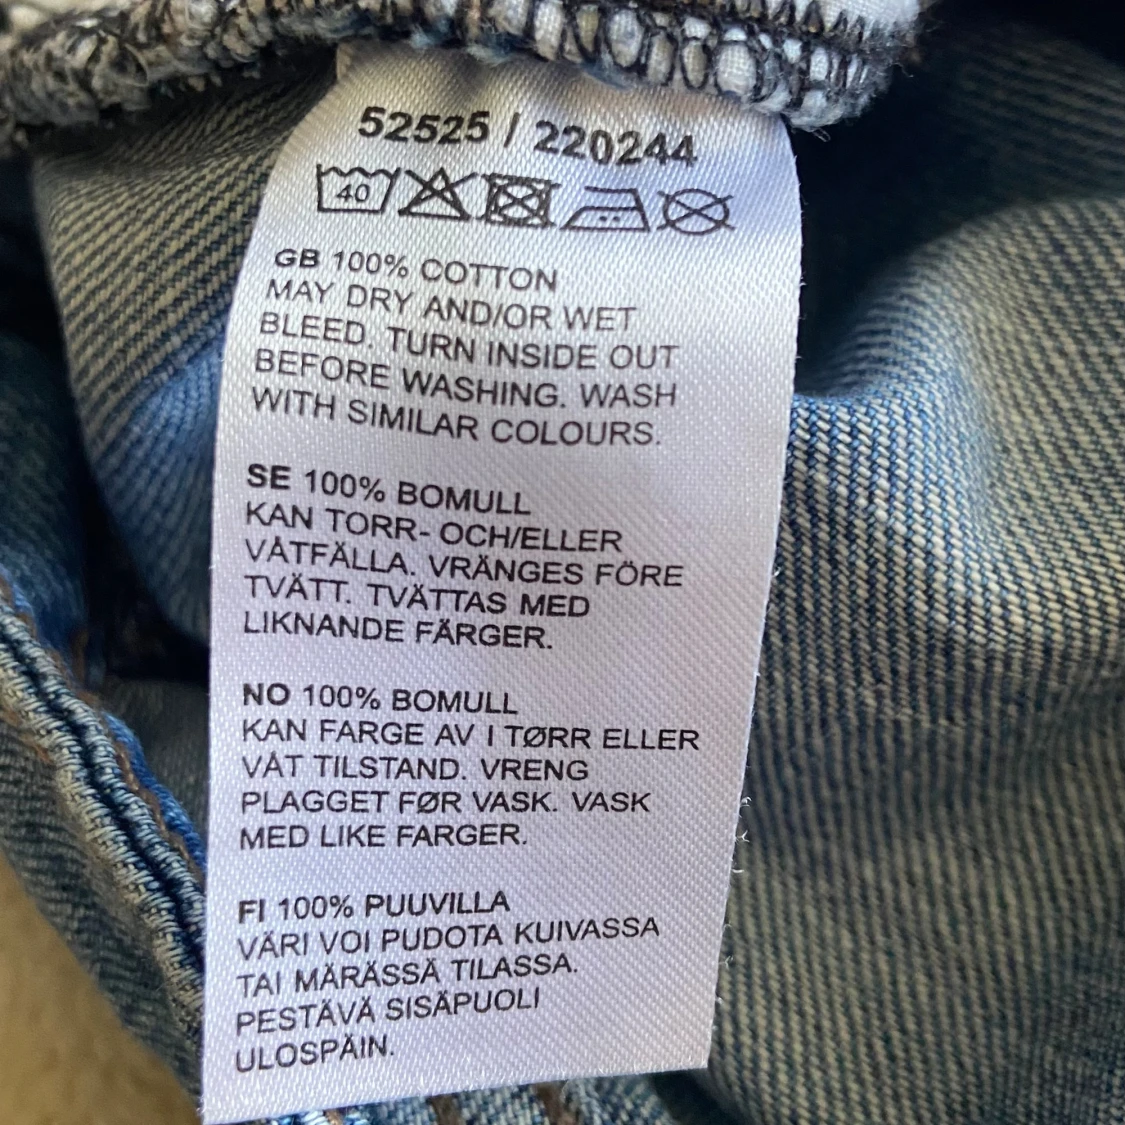 52525 / 220244
40
GB 100% COTTON
MAY DRY AND/OR WET
BLEED. TURN INSIDE OUT
BEFORE WASHING. WASH
WITH SIMILAR COLOURS.
SE 100% BOMULL
KAN TORR- OCH/ELLER
VÅTFÄLLA. VRÄNGES FÖRE
TVÄTT. TVÄTTAS MED
LIKNANDE FÄRGER.
NO 100% BOMULL
KAN FARGE AV I TØRR ELLER
VÅT TILSTAND. VRENG
PLAGGET FØR VASK. VASK
MED LIKE FARGER.
FI 100% PUUVILLA
VÄRI VOI PUDOTA KUIVASSA
TAI MÄRÄSSÄ TILASSA.
PESTÄVÄ SISÄPUOLI
ULOSPÄIN.